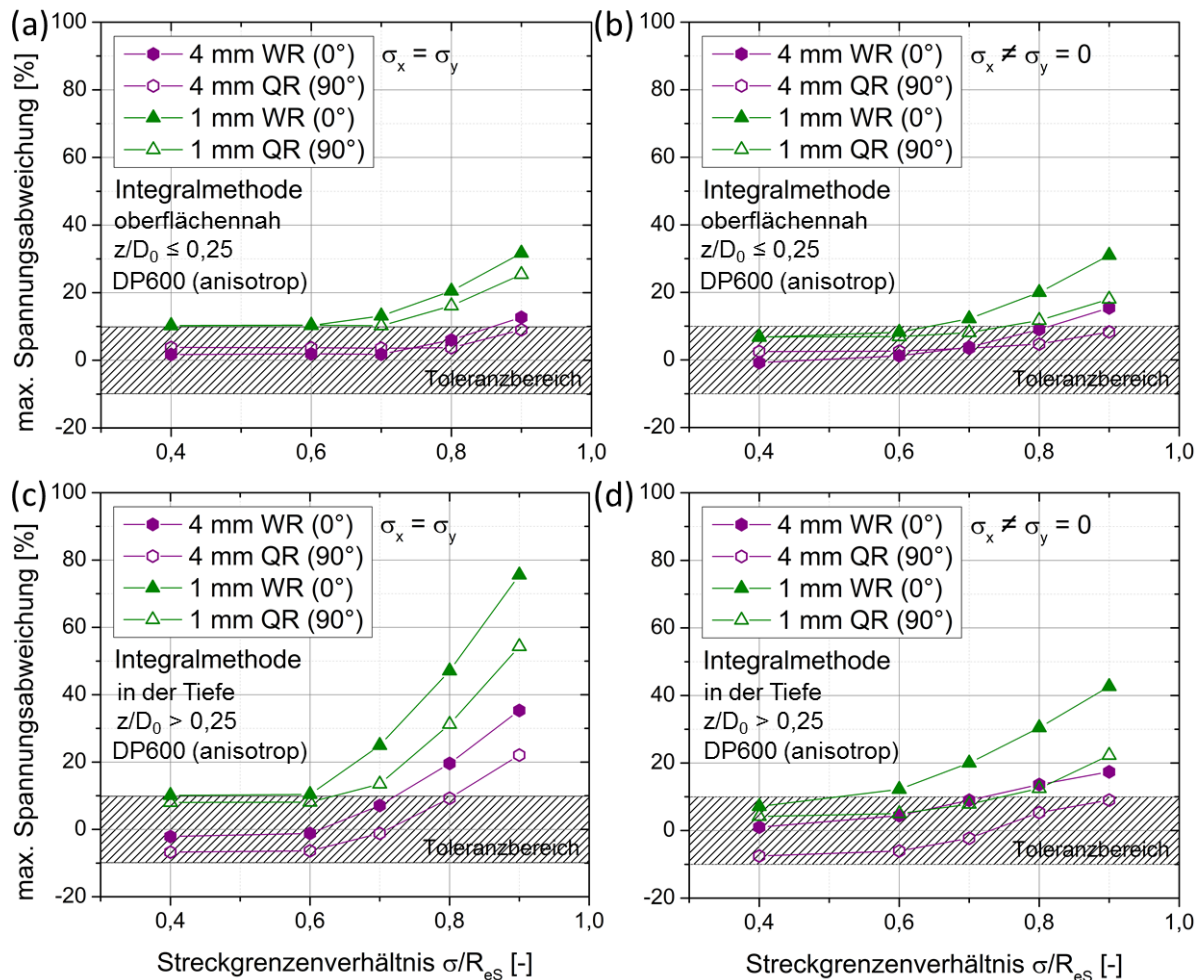 (a)
max. Spannungsabweichung [%]
100
80
60
40
20
0
-20
4 mm WR (0°)
4 mm QR (90°)
1 mm WR (0°)
1 mm QR (90°)
σx = σy
Integralmethode
oberflächennah
z/D0 ≤ 0,25
DP600 (anisotrop)
Toleranzbereich
0,4
0,6
0,8
1,0
(b)
100
80
60
40
20
0
-20
4 mm WR (0°)
4 mm QR (90°)
1 mm WR (0°)
1 mm QR (90°)
σx ≠ σy = 0
Integralmethode
oberflächennah
z/D0 ≤ 0,25
DP600 (anisotrop)
Toleranzbereich
0,4
0,6
0,8
1,0
(c)
max. Spannungsabweichung [%]
100
80
60
40
20
0
-20
4 mm WR (0°)
4 mm QR (90°)
1 mm WR (0°)
1 mm QR (90°)
σx = σy
Integralmethode
in der Tiefe
z/D0 > 0,25
DP600 (anisotrop)
Toleranzbereich
0,4
0,6
0,8
1,0
Streckgrenzenverhältnis σ/ReS [-]
(d)
100
80
60
40
20
0
-20
4 mm WR (0°)
4 mm QR (90°)
1 mm WR (0°)
1 mm QR (90°)
σx ≠ σy = 0
Integralmethode
in der Tiefe
z/D0 > 0,25
DP600 (anisotrop)
Toleranzbereich
0,4
0,6
0,8
1,0
Streckgrenzenverhältnis σ/ReS [-]